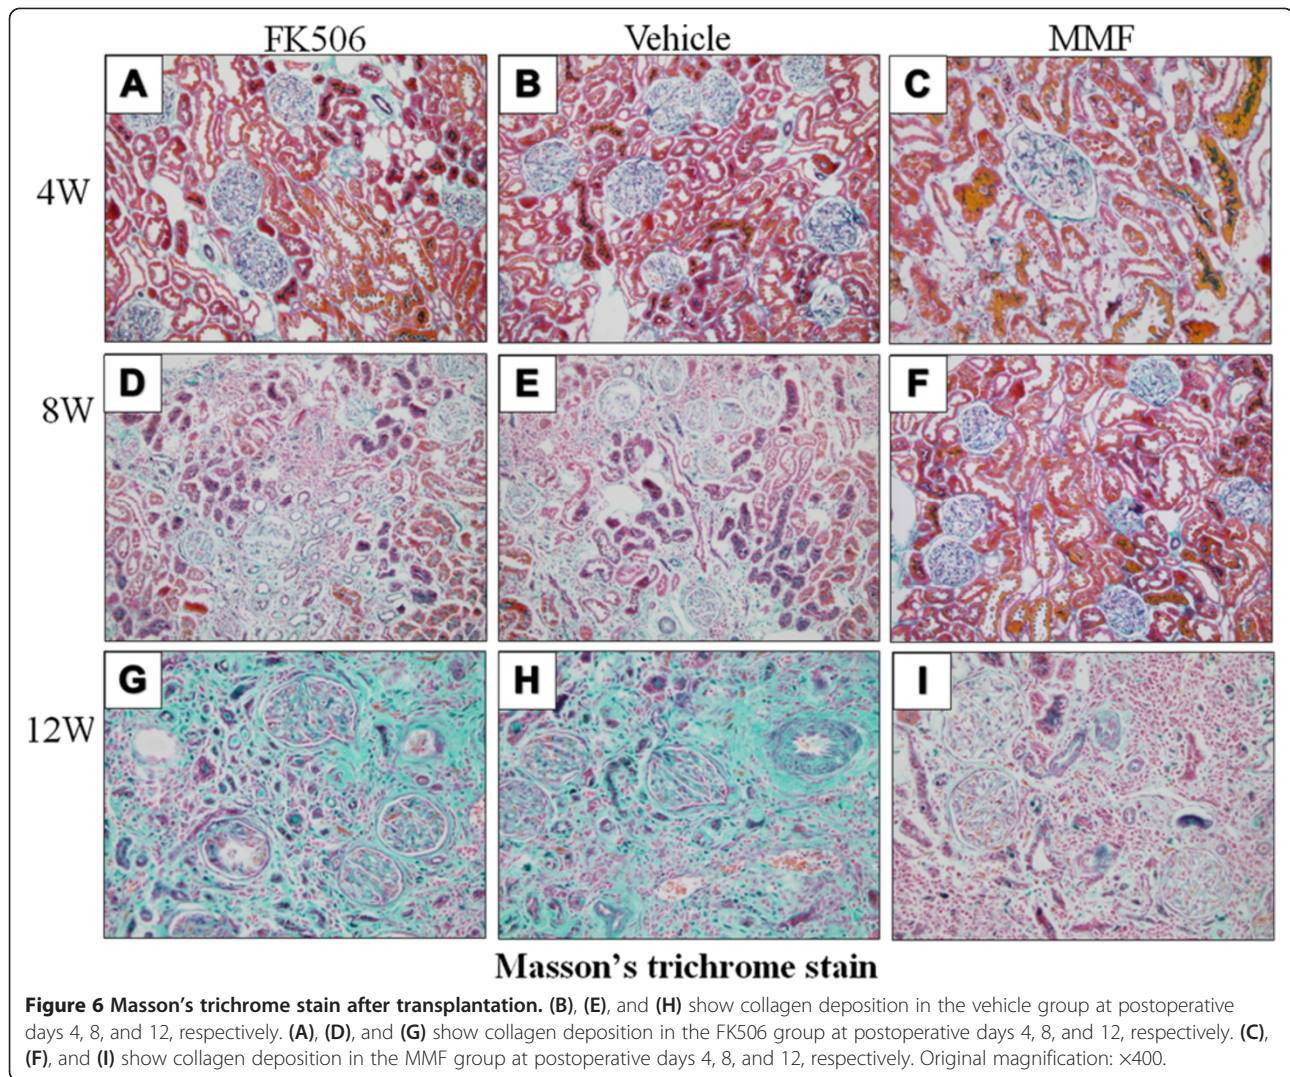 FK506 Vehicle MMF
A B C
4W
D E F
8W
G H I
12W
Masson's trichrome stain
Figure 6 Masson's trichrome stain after transplantation. (B), (E), and (H) show collagen deposition in the vehicle group at postoperative
days 4, 8, and 12, respectively. (A), (D), and (G) show collagen deposition in the FK506 group at postoperative days 4, 8, and 12, respectively. (C),
(F), and (I) show collagen deposition in the MMF group at postoperative days 4, 8, and 12, respectively. Original magnification: ×400.